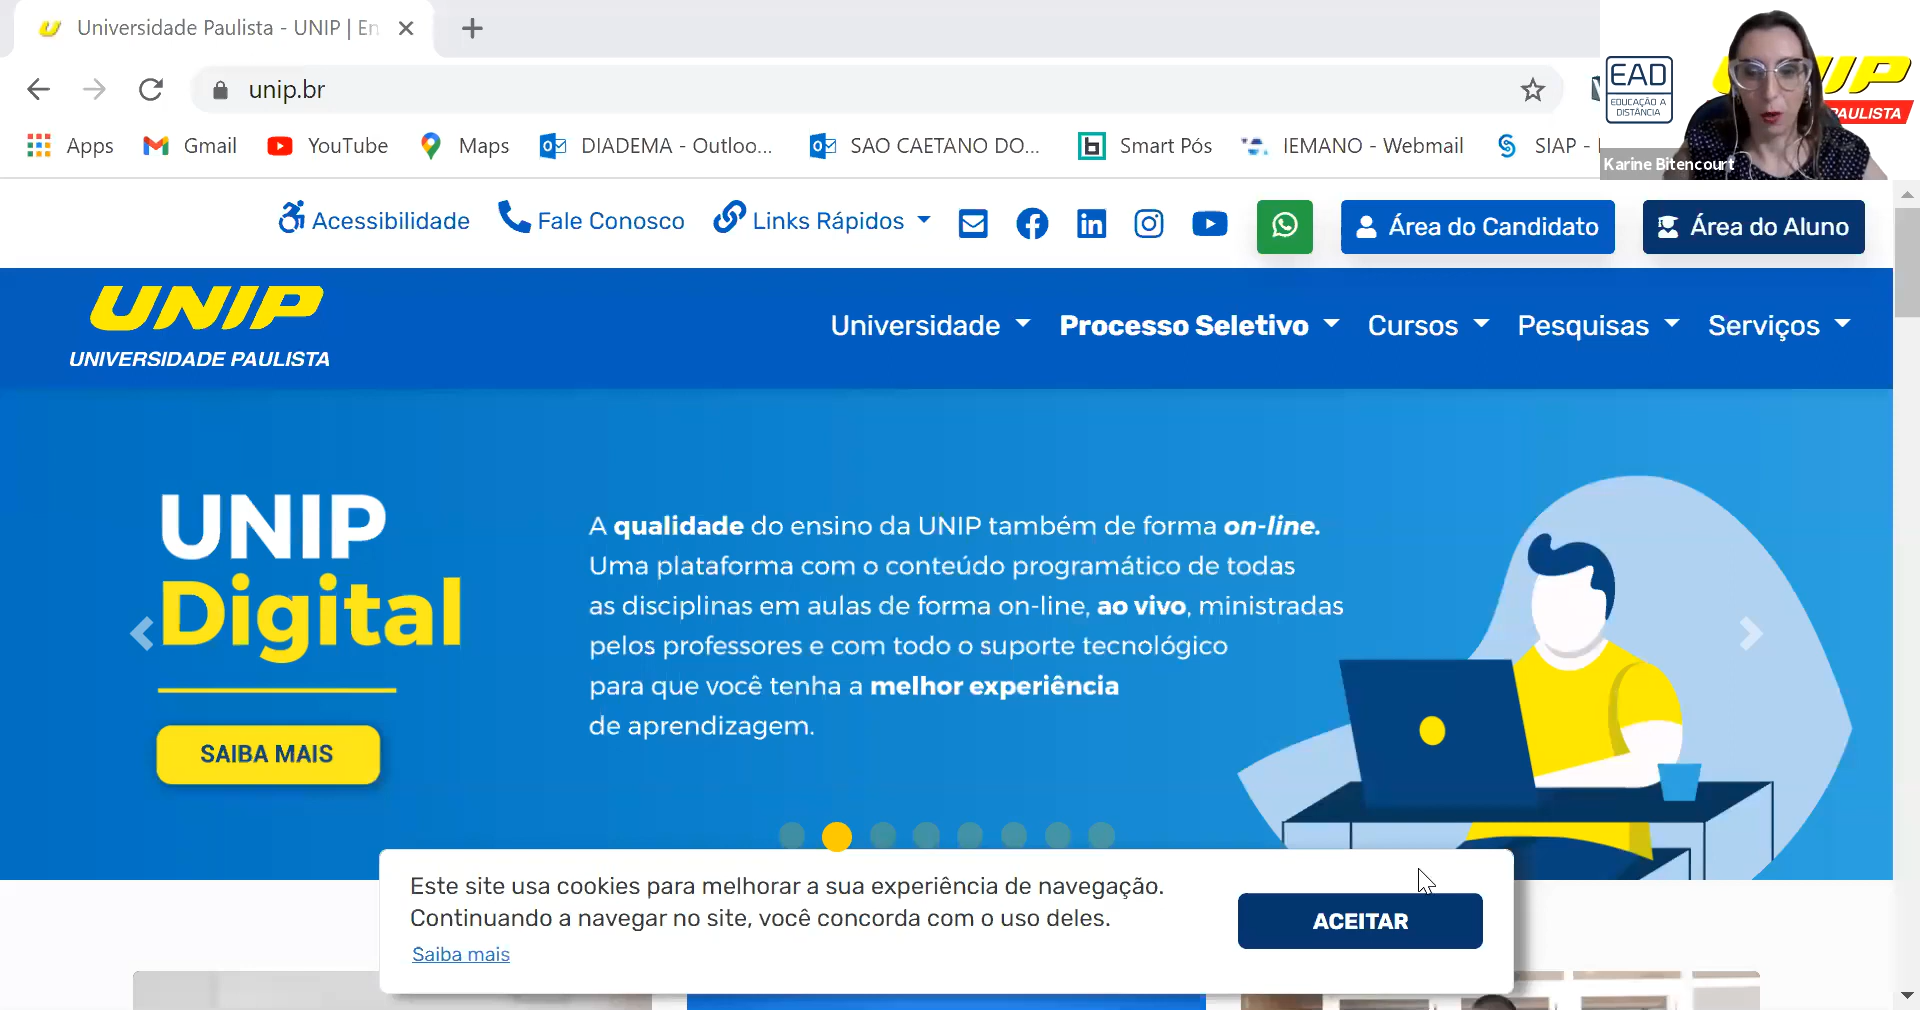 Universidade Paulista - UNIP | En
unip.br
Apps
Gmail
YouTube
Maps
DIADEMA - Outloo...
SAO CAETANO DO...
Smart Pós
IEMANO - Webmail
SIAP -
EAD
EDUCAÇÃO A
DISTÂNCIA
PAULISTA
Karine Bitencourt
Acessibilidade
Fale Conosco
Links Rápidos
Área do Candidato
Área do Aluno
UNIP
UNIVERSIDADE PAULISTA
Universidade
Processo Seletivo
Cursos
Pesquisas
Serviços
UNIP
Digital
SAIBA MAIS
A qualidade do ensino da UNIP também de forma on-line.
Uma plataforma com o conteúdo programático de todas
as disciplinas em aulas de forma on-line, ao vivo, ministradas
pelos professores e com todo o suporte tecnológico
para que você tenha a melhor experiência
de aprendizagem.
Este site usa cookies para melhorar a sua experiência de navegação.
Continuando a navegar no site, você concorda com o uso deles.
Saiba mais
ACEITAR